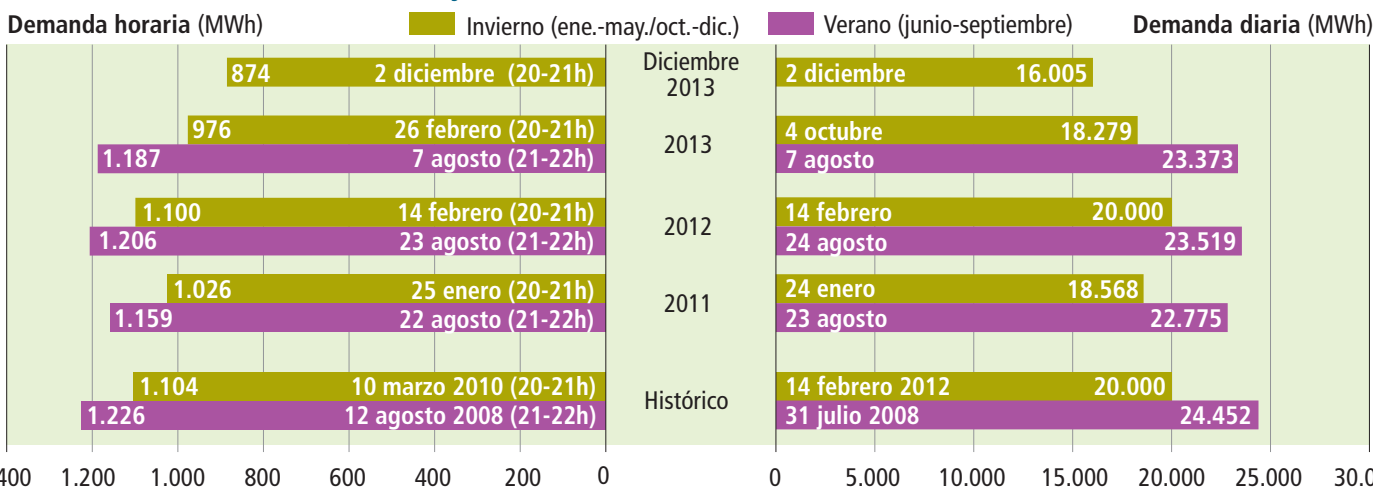 Demanda horaria (MWh) Invierno (ene.-may./oct.-dic.) Verano (junio-septiembre) Demanda diaria (MWh)
Diciembre
2013
874 2 diciembre (20-21h)
2 diciembre 16.005
2013
976 26 febrero (20-21h)
1.187 7 agosto (21-22h)
4 octubre 18.279
7 agosto 23.373
2012
1.100 14 febrero (20-21h)
1.206 23 agosto (21-22h)
14 febrero 20.000
24 agosto 23.519
2011
1.026 25 enero (20-21h)
1.159 22 agosto (21-22h)
24 enero 18.568
23 agosto 22.775
Histórico
1.104 10 marzo 2010 (20-21h)
1.226 12 agosto 2008 (21-22h)
14 febrero 2012 20.000
31 julio 2008 24.452
400 1.200 1.000 800 600 400 200 0
0 5.000 10.000 15.000 20.000 25.000 30.0